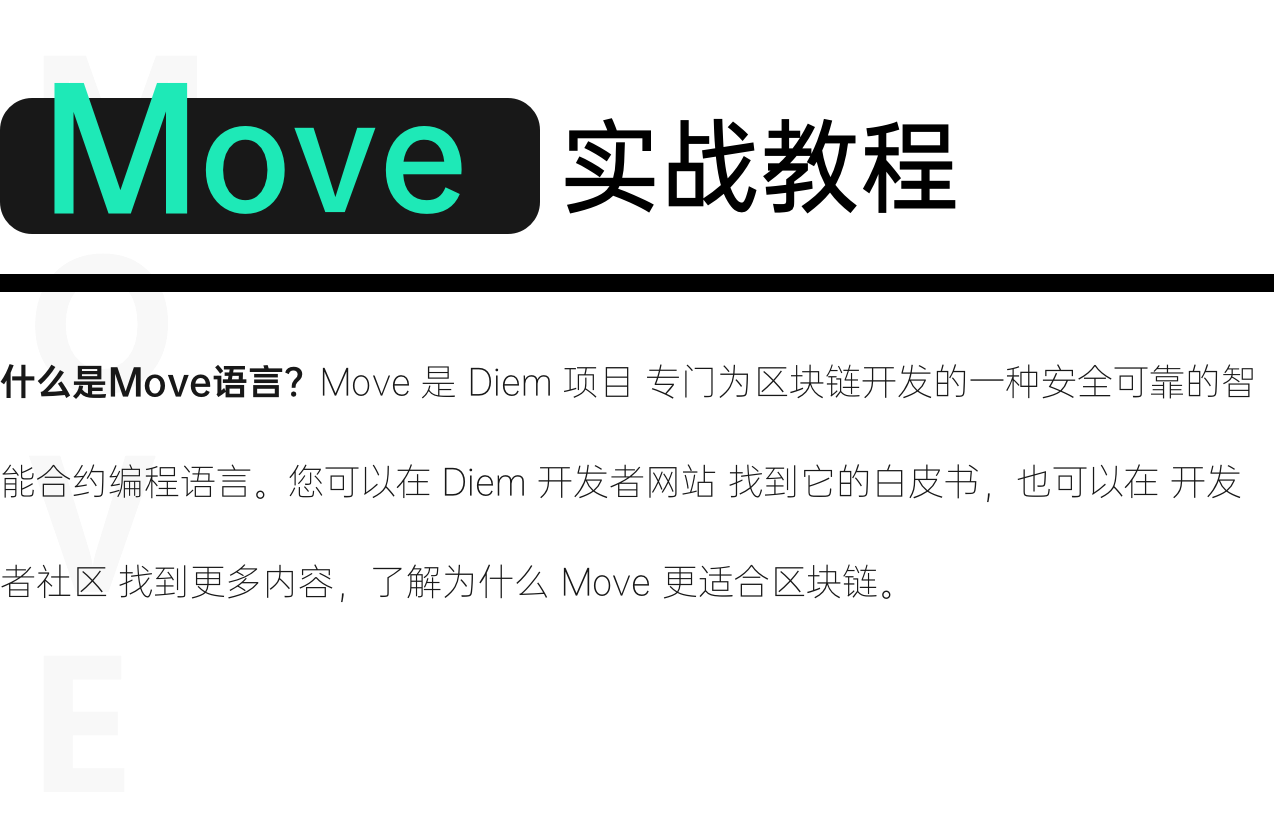 Move 实战教程
什么是Move语言？Move 是 Diem 项目 专门为区块链开发的一种安全可靠的智
能合约编程语言。您可以在 Diem 开发者网站 找到它的白皮书，也可以在 开发
者社区 找到更多内容，了解为什么 Move 更适合区块链。
M
O
V
E